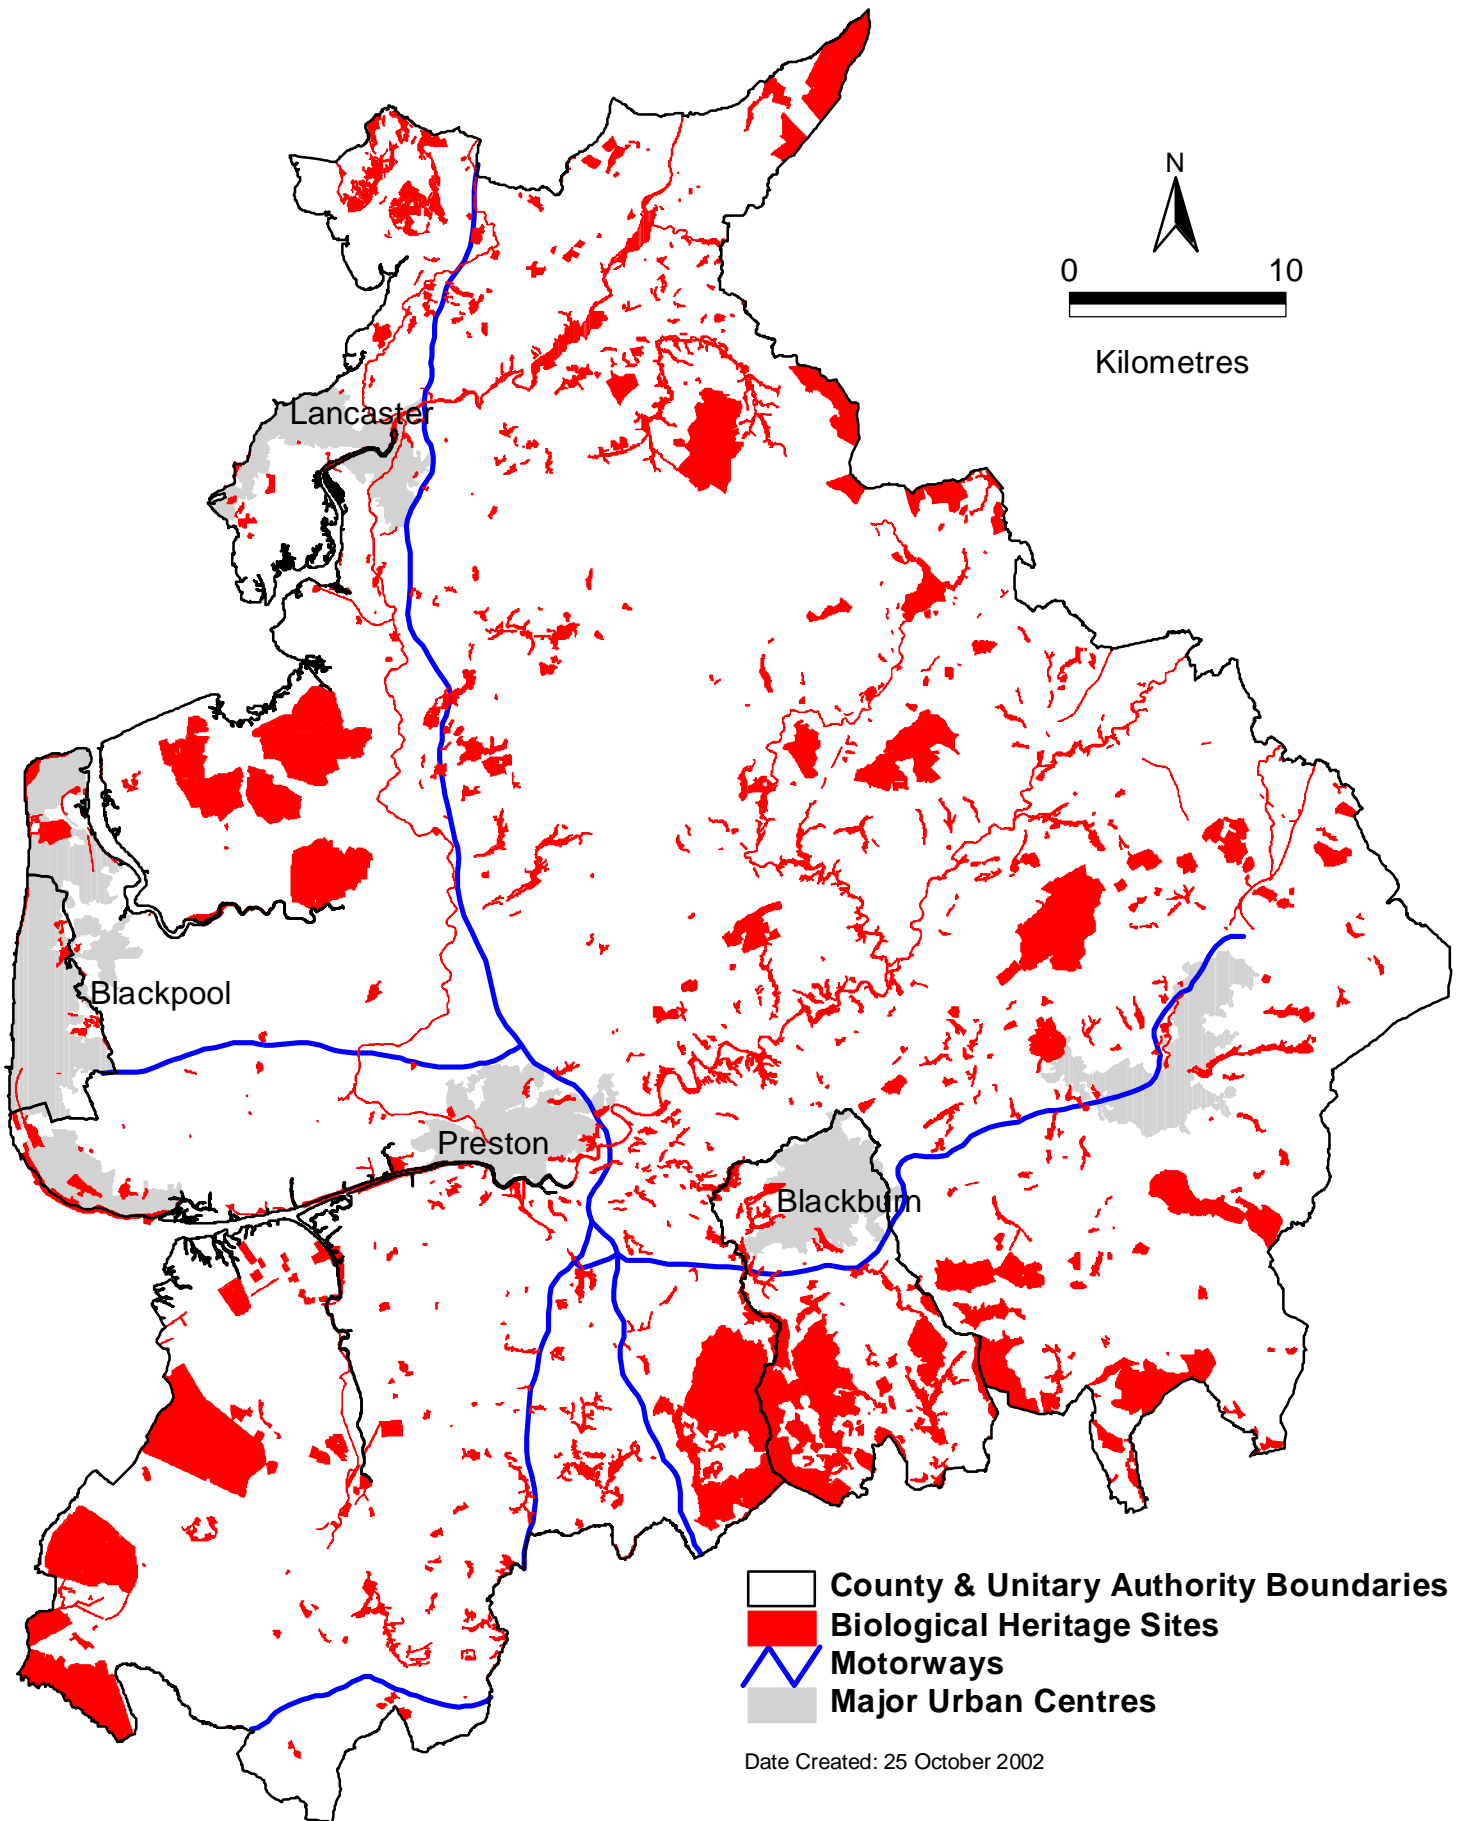 N
0 10
Kilometres
Lancaster
Blackpool
Preston
Blackburn
County & Unitary Authority Boundaries
Biological Heritage Sites
Motorways
Major Urban Centres
Date Created: 25 October 2002